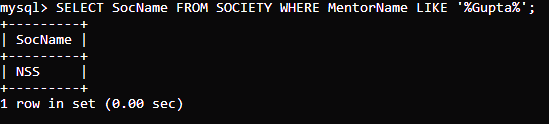 mysql> SELECT SocName FROM SOCIETY WHERE MentorName LIKE '%Gupta%';
+---------+
| SocName |
+---------+
| NSS     |
+---------+
1 row in set (0.00 sec)